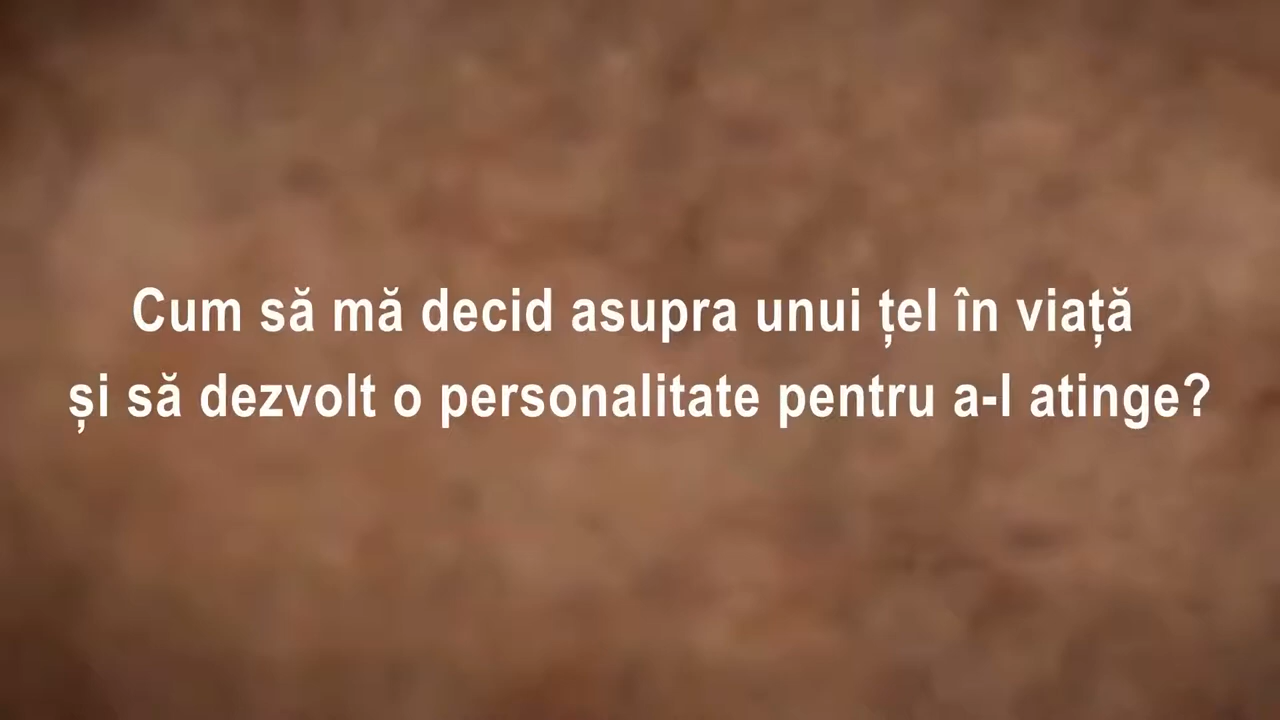 Cum să mă decid asupra unui țel în viață
și să dezvolt o personalitate pentru a-l atinge?